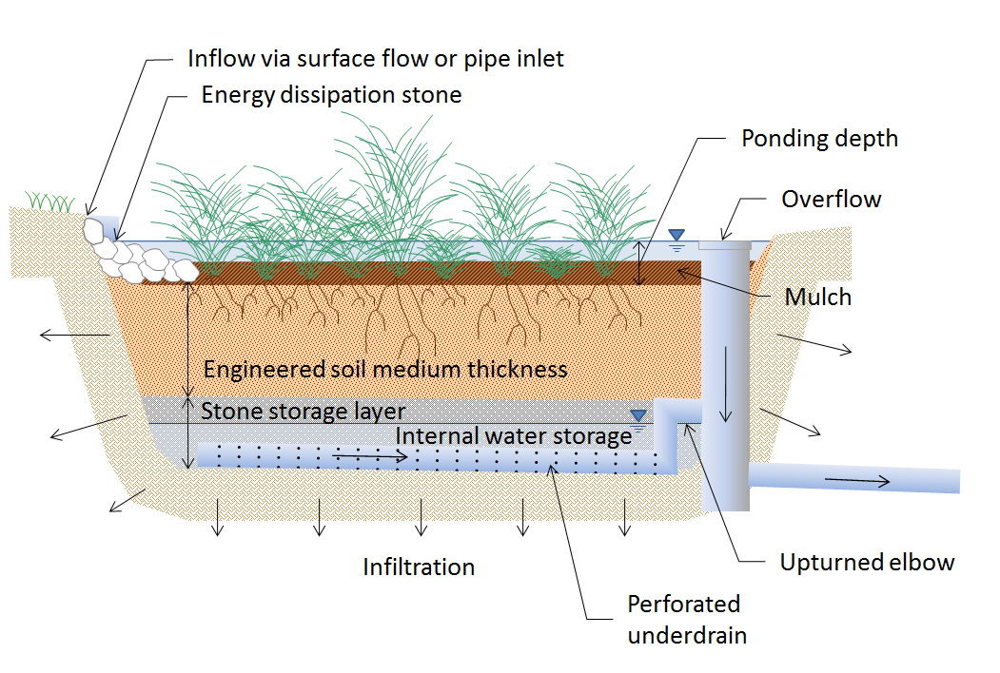 Inflow via surface flow or pipe inlet
Energy dissipation stone
Ponding depth
Overflow
Mulch
Engineered soil medium thickness
Stone storage layer
Internal water storage
Infiltration
Upturned elbow
Perforated
underdrain